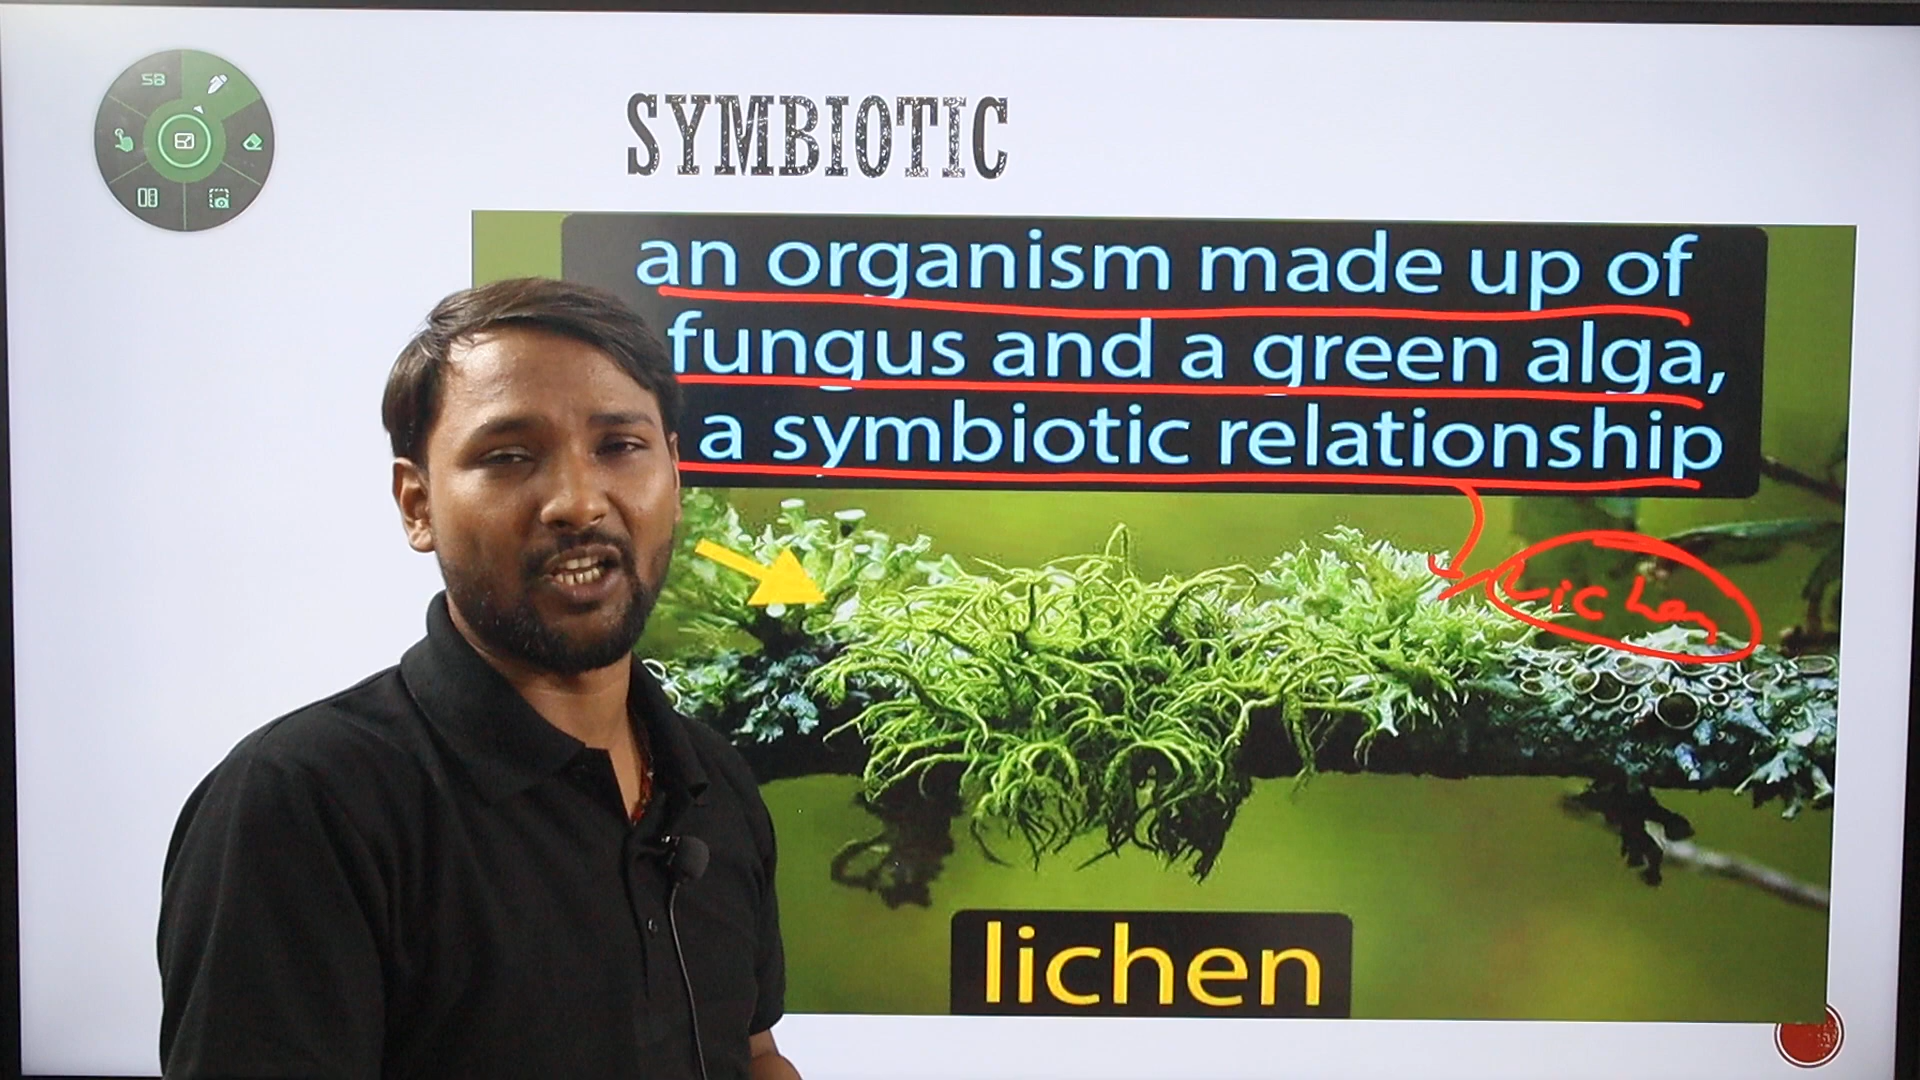 58
SYMBIOTIC
an organism made up of
fungus and a green alga,
a symbiotic relationship
Lichen
lichen